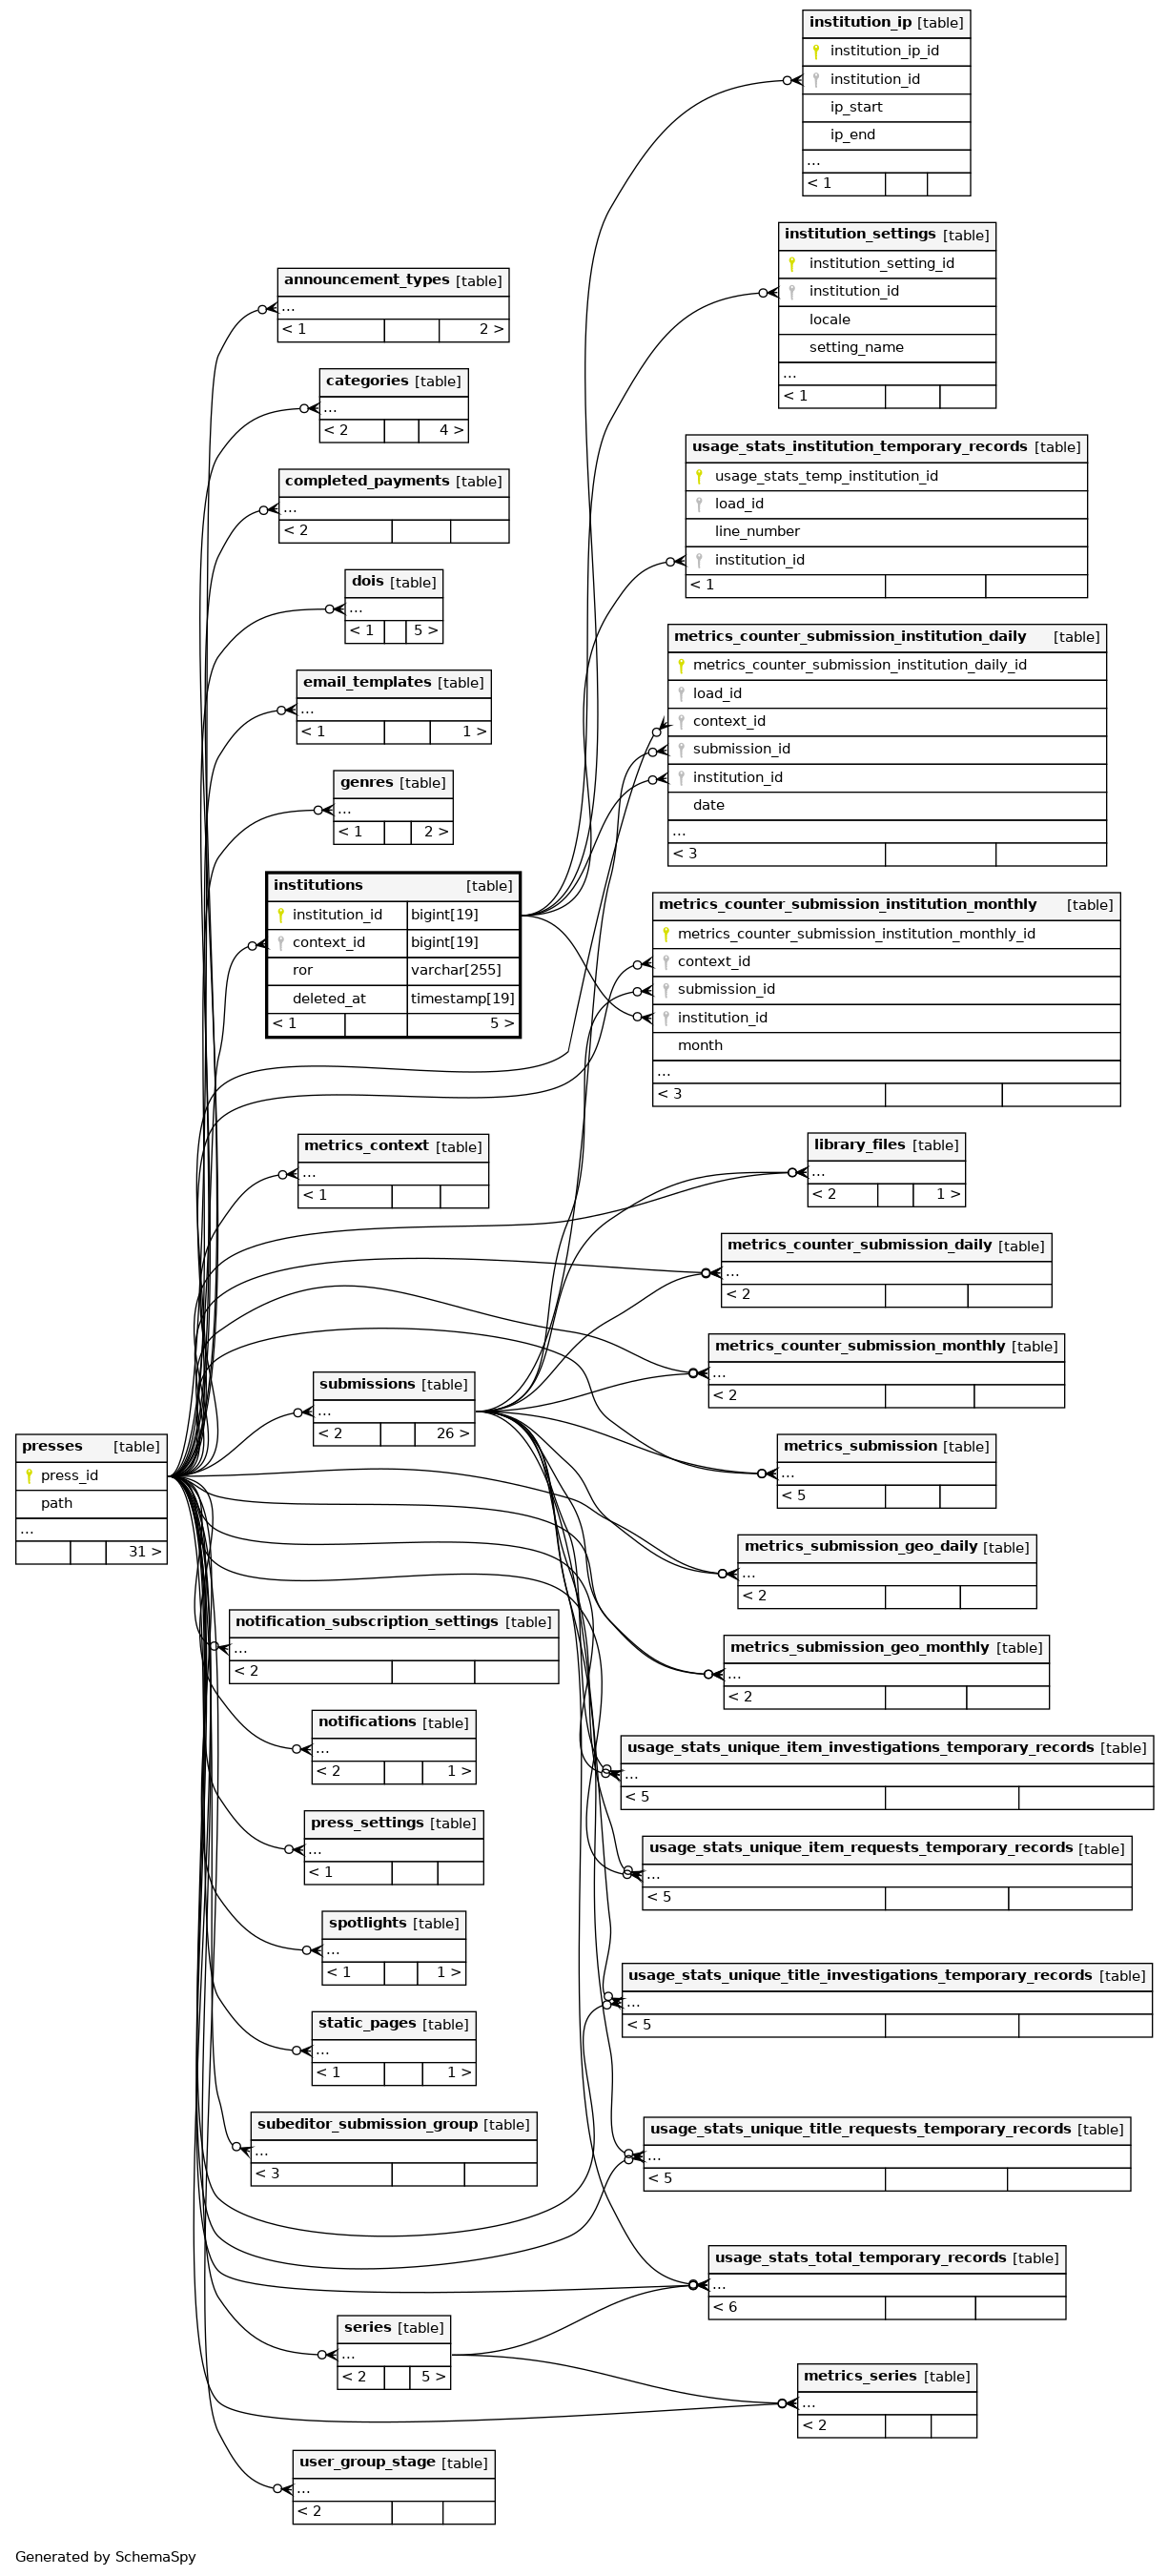 institution_ip [table]
institution_ip_id
institution_id
ip_start
ip_end
...
< 1
institution_settings [table]
institution_setting_id
institution_id
locale
setting_name
...
< 1
announcement_types [table]
...
< 1 2 >
categories [table]
...
< 2 4 >
usage_stats_institution_temporary_records [table]
usage_stats_temp_institution_id
load_id
line_number
institution_id
< 1
completed_payments [table]
...
< 2
dois [table]
...
< 1 5 >
metrics_counter_submission_institution_daily [table]
metrics_counter_submission_institution_daily_id
load_id
context_id
submission_id
institution_id
date
...
< 3
email_templates [table]
...
< 1 1 >
genres [table]
...
< 1 2 >
institutions [table]
institution_id bigint[19]
context_id bigint[19]
ror varchar[255]
deleted_at timestamp[19]
< 1 5 >
metrics_counter_submission_institution_monthly [table]
metrics_counter_submission_institution_monthly_id
context_id
submission_id
institution_id
month
...
< 3
metrics_context [table]
...
< 1
library_files [table]
...
< 2 1 >
metrics_counter_submission_daily [table]
...
< 2
metrics_counter_submission_monthly [table]
...
< 2
submissions [table]
...
< 2 26 >
presses [table]
press_id
path
...
31 >
metrics_submission [table]
...
< 5
metrics_submission_geo_daily [table]
...
< 2
notification_subscription_settings [table]
...
< 2
metrics_submission_geo_monthly [table]
...
< 2
notifications [table]
...
< 2 1 >
usage_stats_unique_item_investigations_temporary_records [table]
...
< 5
press_settings [table]
...
< 1
usage_stats_unique_item_requests_temporary_records [table]
...
< 5
spotlights [table]
...
< 1 1 >
usage_stats_unique_title_investigations_temporary_records [table]
...
< 5
static_pages [table]
...
< 1 1 >
subeditor_submission_group [table]
...
< 3
usage_stats_unique_title_requests_temporary_records [table]
...
< 5
usage_stats_total_temporary_records [table]
...
< 6
series [table]
...
< 2 5 >
metrics_series [table]
...
< 2
user_group_stage [table]
...
< 2
Generated by SchemaSpy